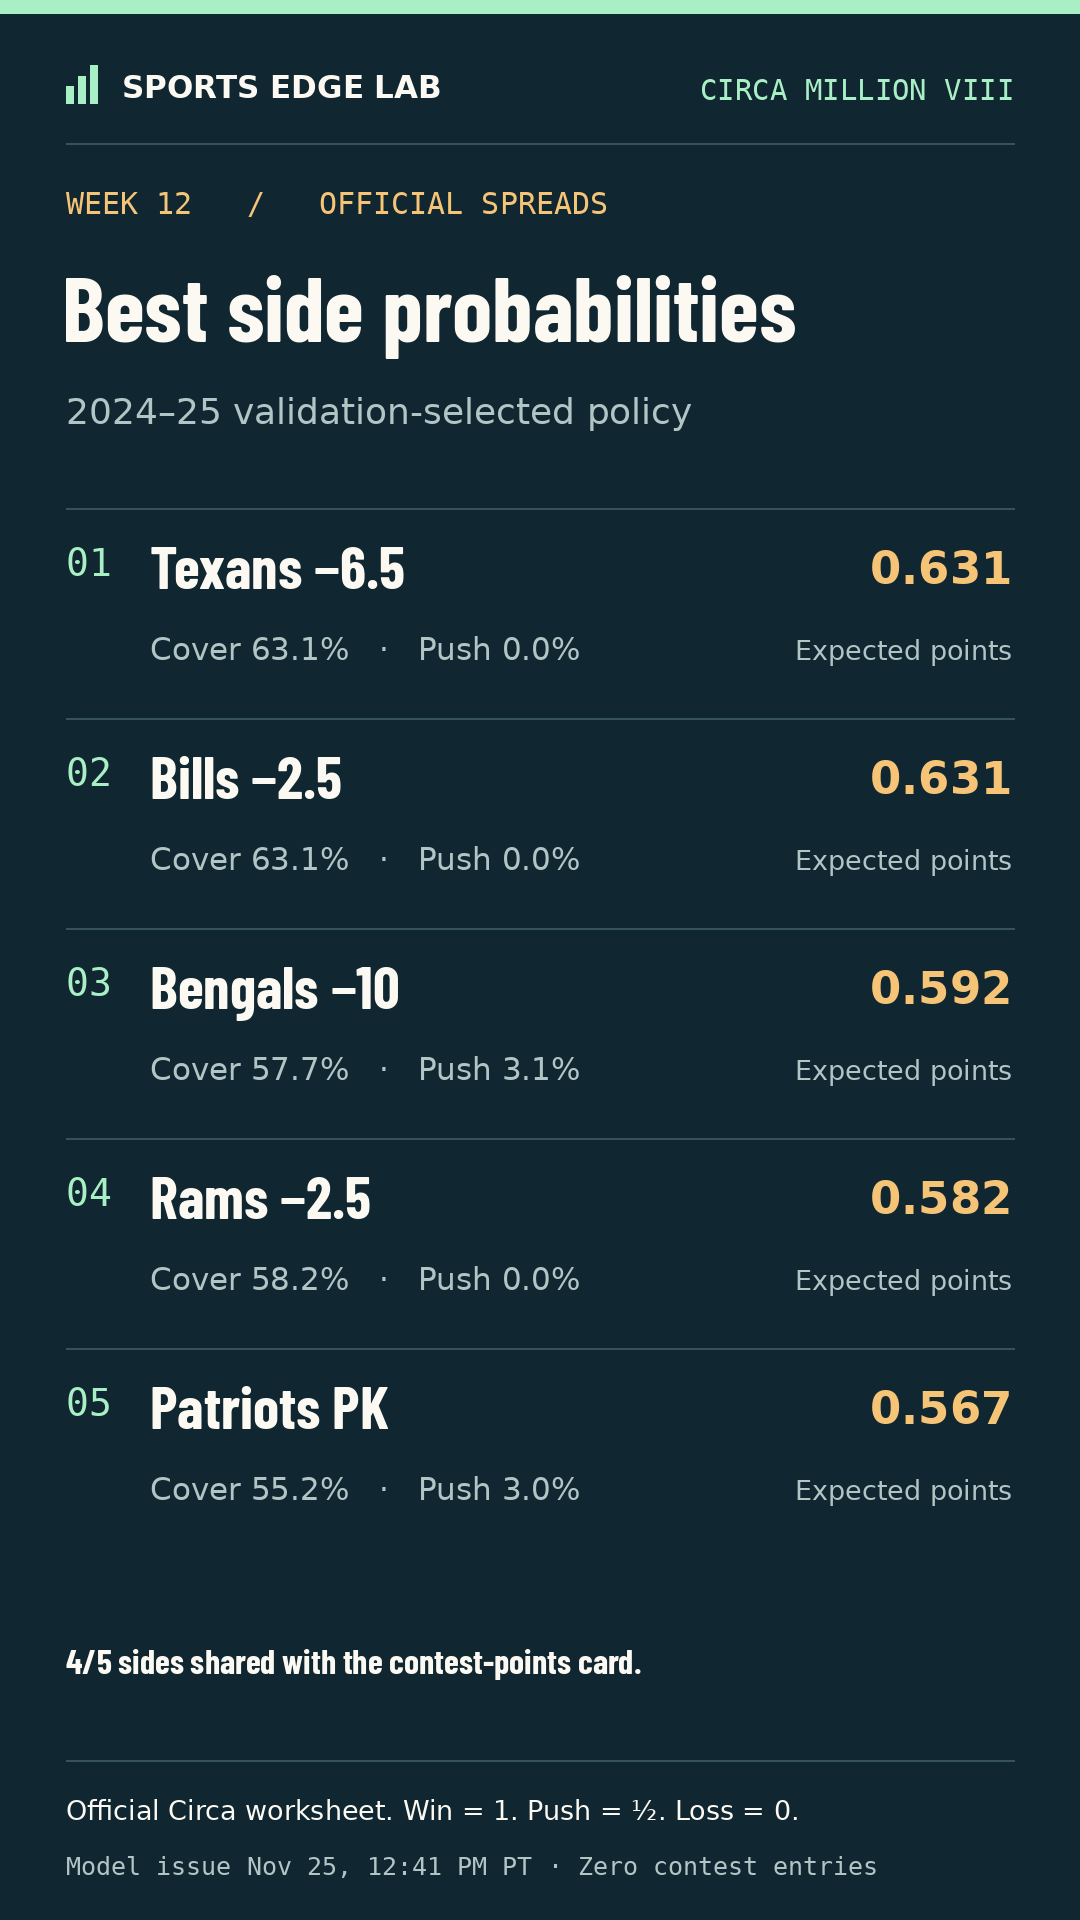 SPORTS EDGE LAB
CIRCA MILLION VIII
WEEK 12 / OFFICIAL SPREADS
Best side probabilities
2024–25 validation-selected policy
01 Texans −6.5 0.631
Cover 63.1% · Push 0.0% Expected points
02 Bills −2.5 0.631
Cover 63.1% · Push 0.0% Expected points
03 Bengals −10 0.592
Cover 57.7% · Push 3.1% Expected points
04 Rams −2.5 0.582
Cover 58.2% · Push 0.0% Expected points
05 Patriots PK 0.567
Cover 55.2% · Push 3.0% Expected points
4/5 sides shared with the contest-points card.
Official Circa worksheet. Win = 1. Push = ½. Loss = 0.
Model issue Nov 25, 12:41 PM PT · Zero contest entries